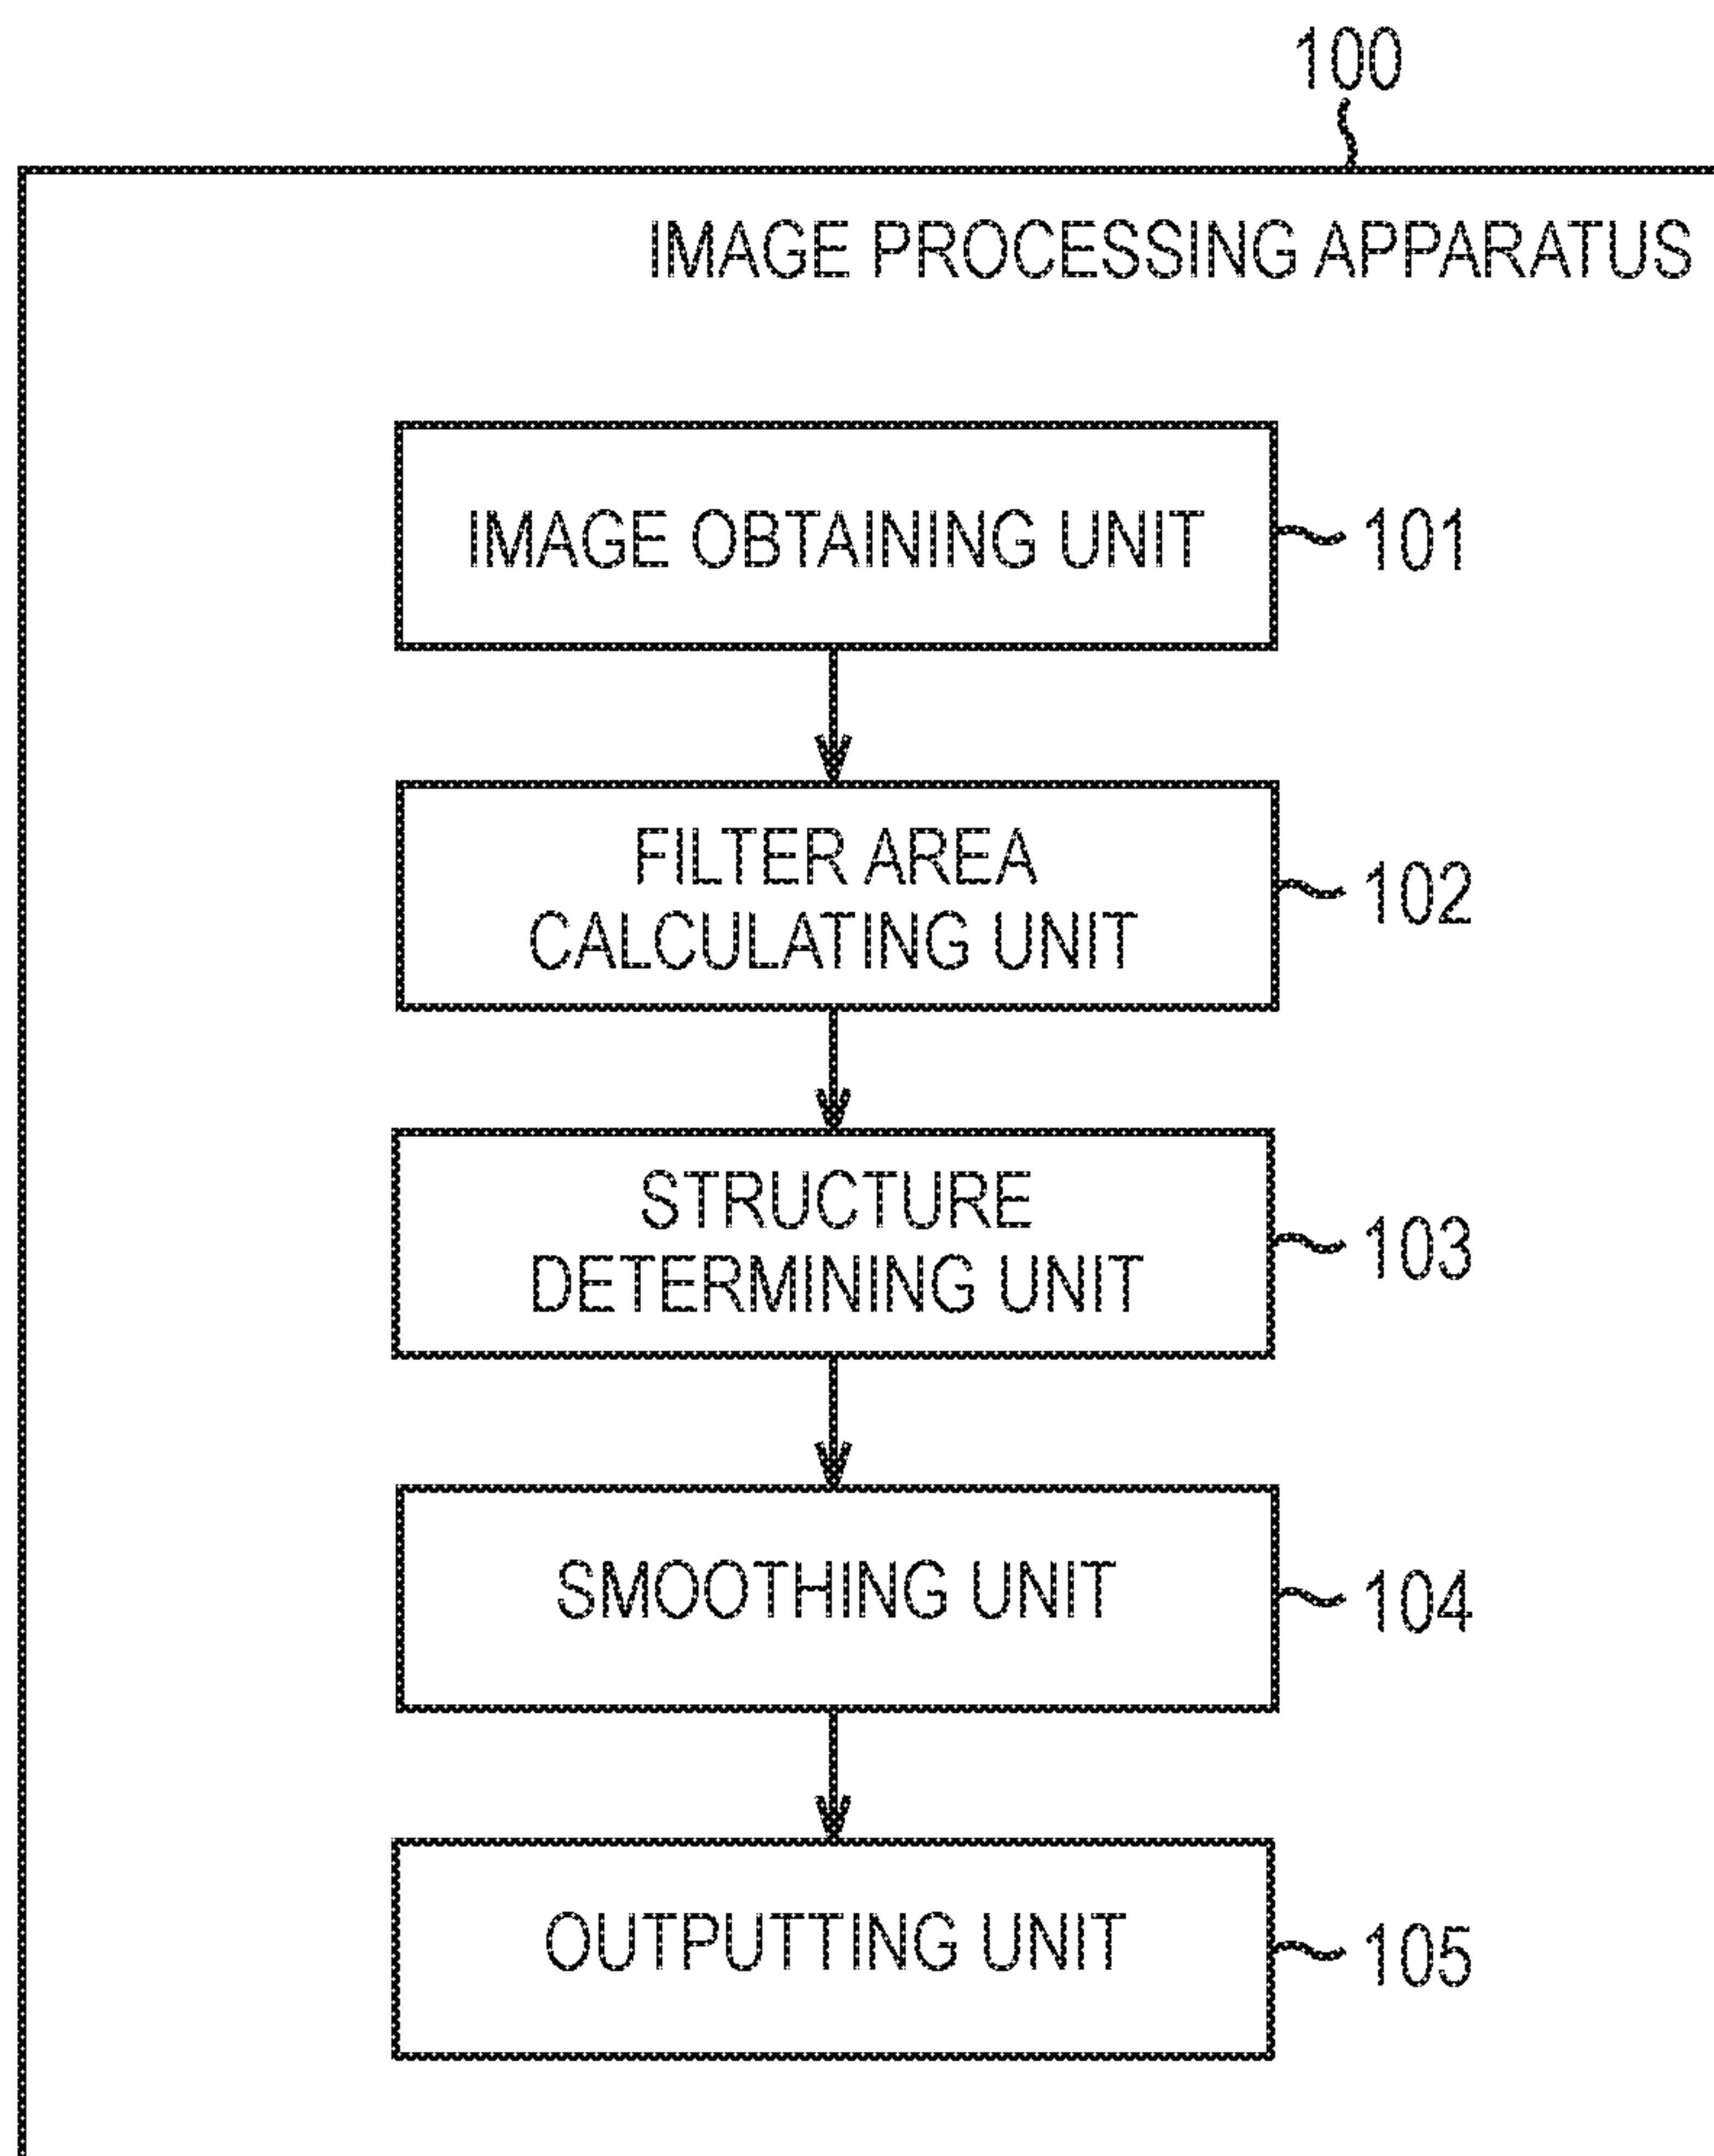 100
IMAGE PROCESSING APPARATUS
IMAGE OBTAINING UNIT
101
FILTER AREA
CALCULATING UNIT
102
STRUCTURE
DETERMINING UNIT
103
SMOOTHING UNIT
104
OUTPUTTING UNIT
105